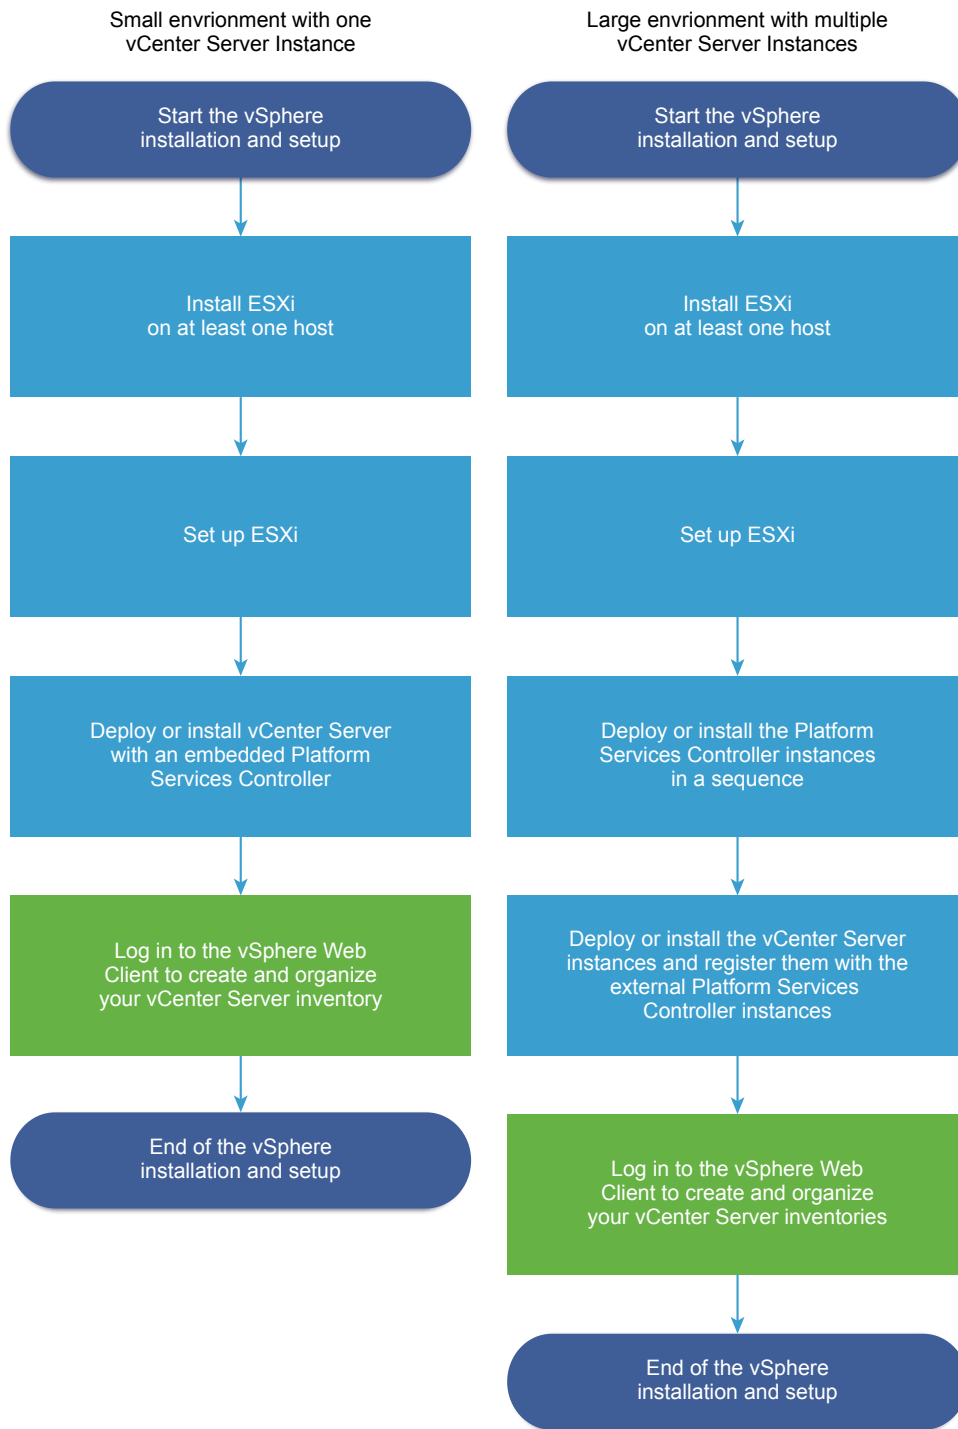 Small envrionment with one
vCenter Server Instance
Start the vSphere
installation and setup
Install ESXi
on at least one host
Set up ESXi
Deploy or install vCenter Server
with an embedded Platform
Services Controller
Log in to the vSphere Web
Client to create and organize
your vCenter Server inventory
End of the vSphere
installation and setup
Large envrionment with multiple
vCenter Server Instances
Start the vSphere
installation and setup
Install ESXi
on at least one host
Set up ESXi
Deploy or install the Platform
Services Controller instances
in a sequence
Deploy or install the vCenter Server
instances and register them with the
external Platform Services
Controller instances
Log in to the vSphere Web
Client to create and organize
your vCenter Server inventories
End of the vSphere
installation and setup